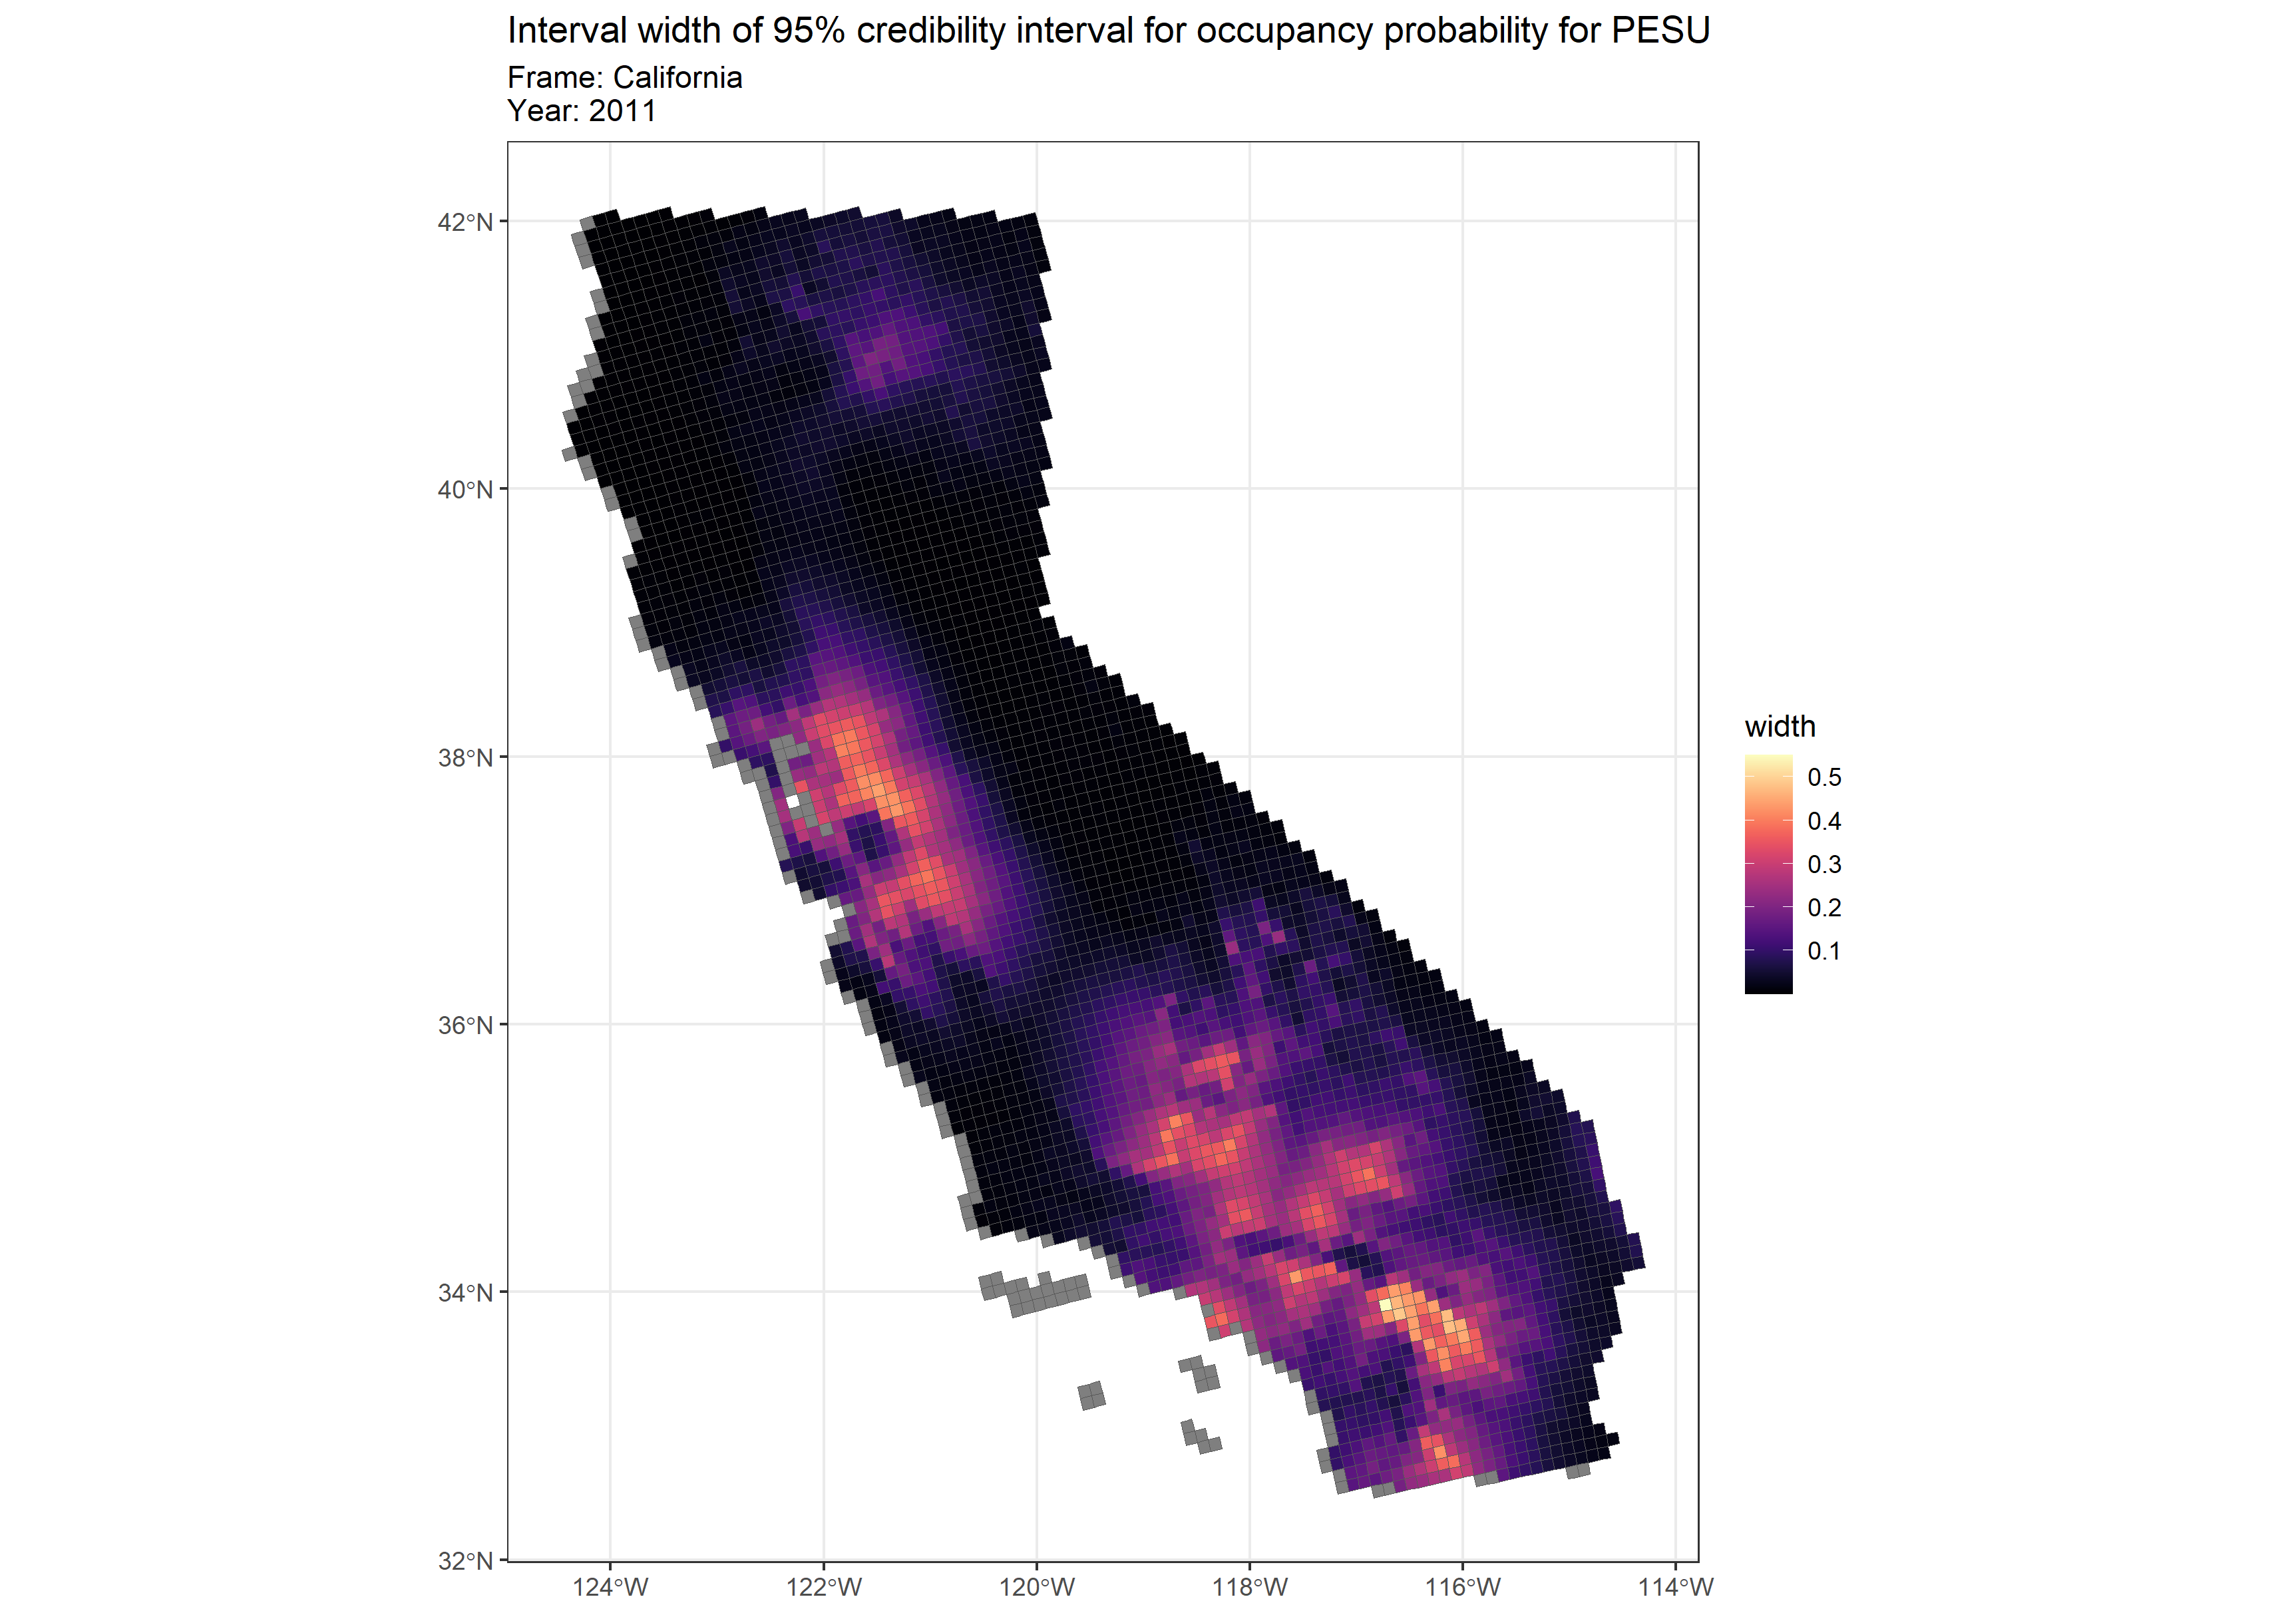 Interval width of 95% credibility interval for occupancy probability for PESU
Frame: California
Year: 2011
42°N
40°N
38°N
36°N
34°N
32°N
124°W
122°W
120°W
118°W
116°W
114°W
width
0.5
0.4
0.3
0.2
0.1